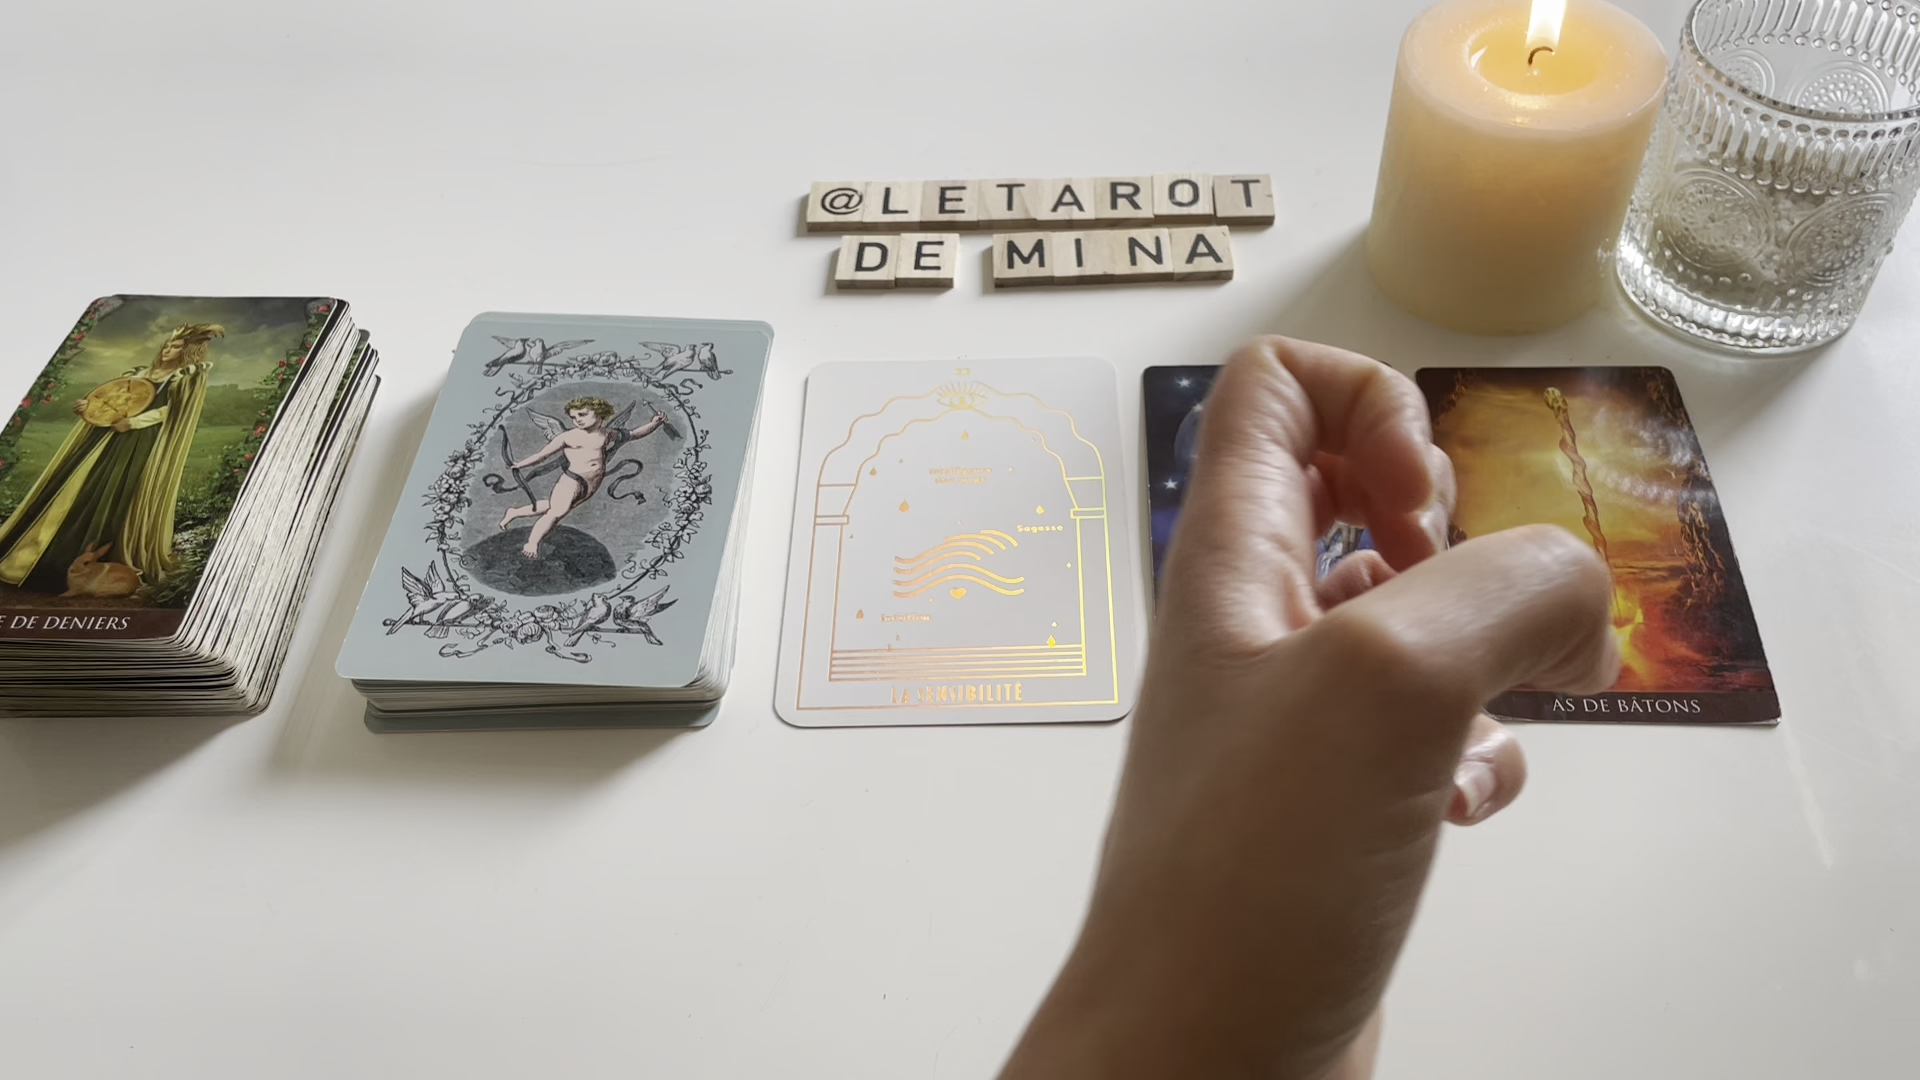 @LETAROT
DE MINA
E DE DENIERS
Sagesse
LA SENSIBILITÉ
AS DE BÂTONS